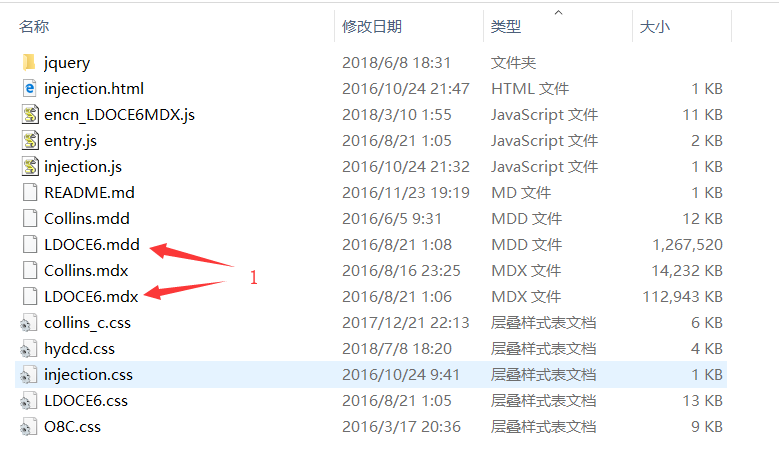 名称 修改日期 类型 大小
jquery 2018/6/8 18:31 文件夹
injection.html 2016/10/24 21:47 HTML 文件 1 KB
encn_LDOCE6MDX.js 2018/3/10 1:55 JavaScript 文件 11 KB
entry.js 2016/8/21 1:05 JavaScript 文件 2 KB
injection.js 2016/10/24 21:32 JavaScript 文件 1 KB
README.md 2016/11/23 19:19 MD 文件 1 KB
Collins.mdd 2016/6/5 9:31 MDD 文件 12 KB
LDOCE6.mdd 2016/8/21 1:08 MDD 文件 1,267,520
Collins.mdx 2016/8/16 23:25 MDX 文件 14,232 KB
1
LDOCE6.mdx 2016/8/21 1:06 MDX 文件 112,943 KB
collins_c.css 2017/12/21 22:13 层叠样式表文档 6 KB
hydcd.css 2018/7/8 18:20 层叠样式表文档 4 KB
injection.css 2016/10/24 9:41 层叠样式表文档 1 KB
LDOCE6.css 2016/8/21 1:05 层叠样式表文档 13 KB
O8C.css 2016/3/17 20:36 层叠样式表文档 9 KB